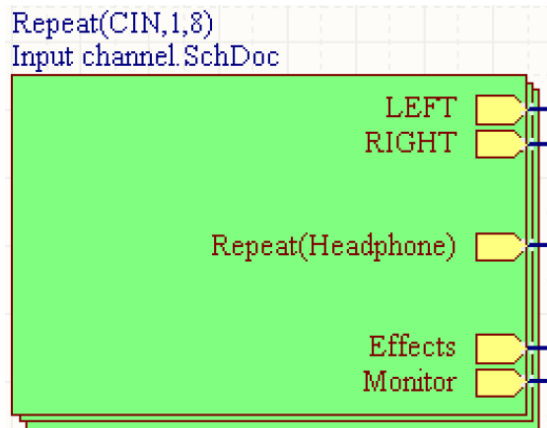 Repeat(CIN,1,8)
Input channel.SchDoc
LEFT
RIGHT
Repeat(Headphone)
Effects
Monitor